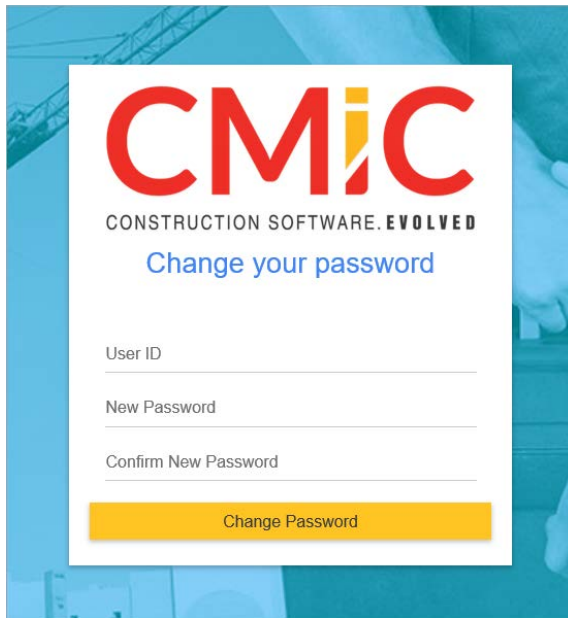 CMiC
CONSTRUCTION SOFTWARE. EVOLVED
Change your password
User ID
New Password
Confirm New Password
Change Password